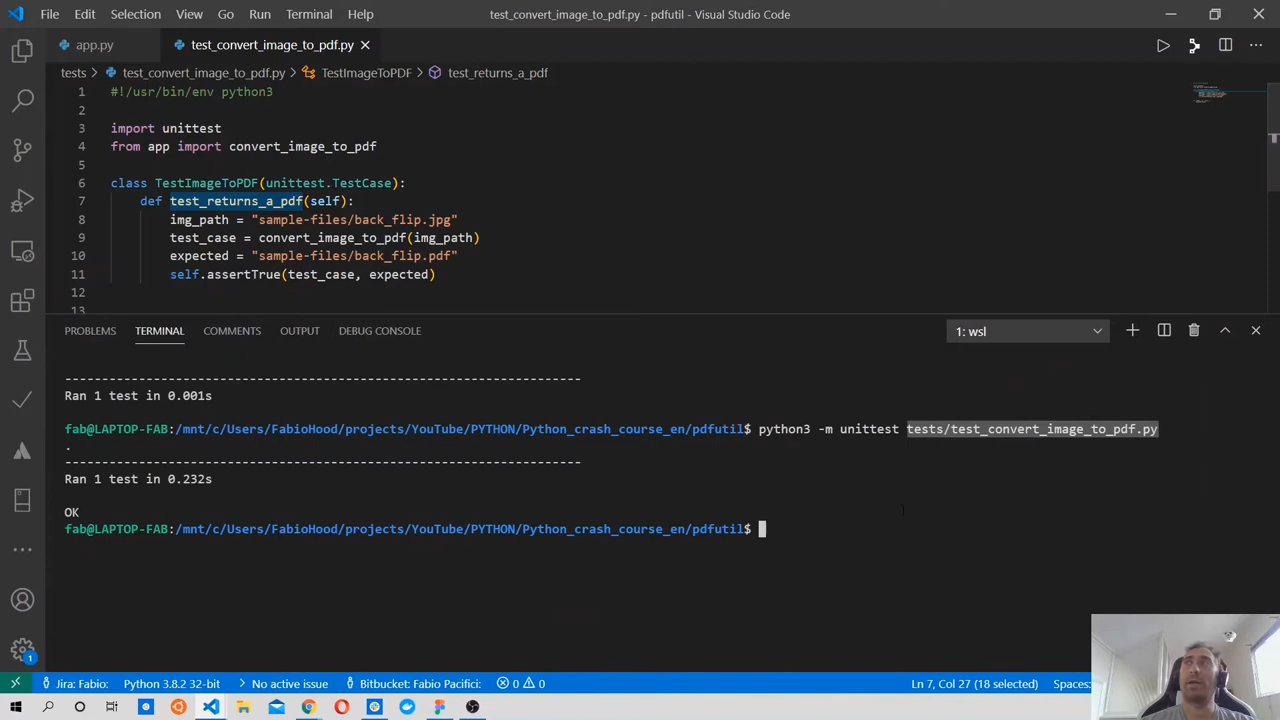 File Edit Selection View Go Run Terminal Help test_convert_image_to_pdf.py - pdfutil - Visual Studio Code
app.py test_convert_image_to_pdf.py
tests > test_convert_image_to_pdf.py > TestImageToPDF > test_returns_a_pdf
1 #!/usr/bin/env python3
2
3 import unittest
4 from app import convert_image_to_pdf
5
6 class TestImageToPDF(unittest.TestCase):
7 def test_returns_a_pdf(self):
8 img_path = "sample-files/back_flip.jpg"
9 test_case = convert_image_to_pdf(img_path)
10 expected = "sample-files/back_flip.pdf"
11 self.assertTrue(test_case, expected)
12
13
PROBLEMS TERMINAL COMMENTS OUTPUT DEBUG CONSOLE 1: wsl
----------------------------------------------------------------------
Ran 1 test in 0.001s
fab@LAPTOP-FAB:/mnt/c/Users/FabioHood/projects/YouTube/PYTHON/Python_crash_course_en/pdfutil$ python3 -m unittest tests/test_convert_image_to_pdf.py
.
----------------------------------------------------------------------
Ran 1 test in 0.232s
OK
fab@LAPTOP-FAB:/mnt/c/Users/FabioHood/projects/YouTube/PYTHON/Python_crash_course_en/pdfutil$
1
Jira: Fabio: Python 3.8.2 32-bit No active issue Bitbucket: Fabio Pacifici: 0 0 Ln 7, Col 27 (18 selected) Spaces: